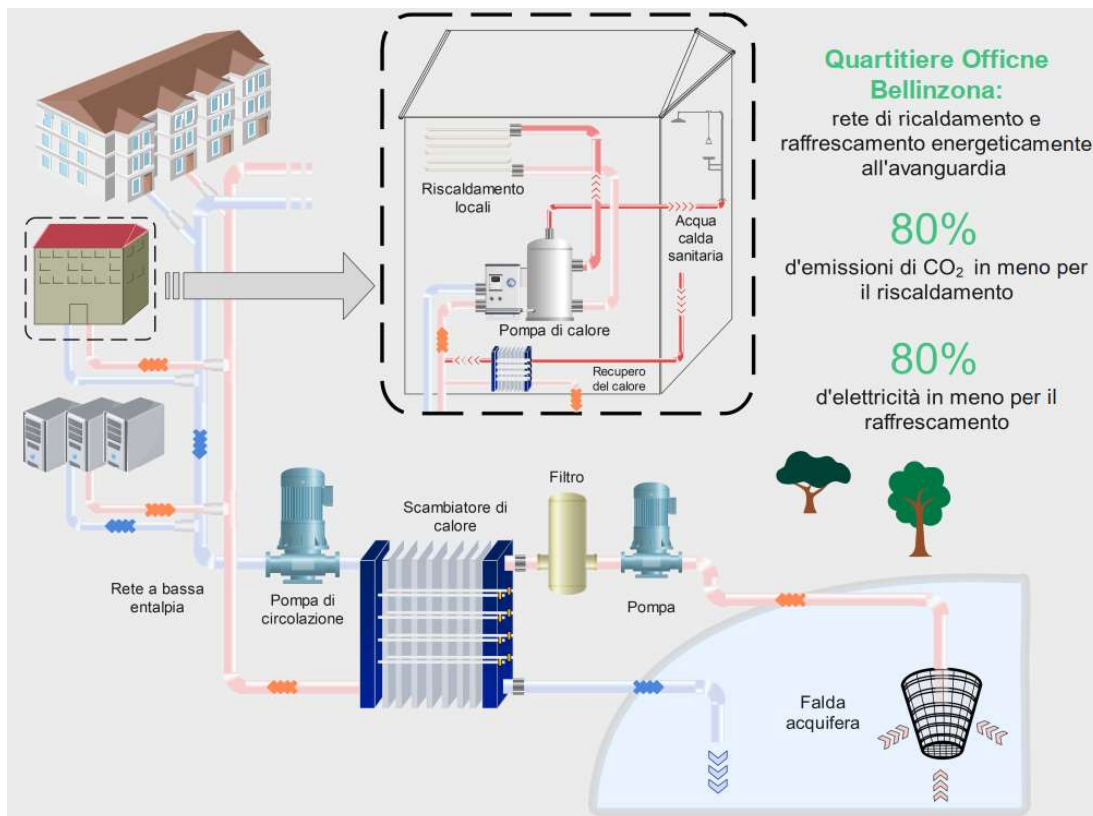 Quartitiere Officne
Bellinzona:
rete di ricaldamento e
raffrescamento energeticamente
all'avanguardia
80%
d'emissioni di CO₂ in meno per
il riscaldamento
80%
d'elettricità in meno per il
raffrescamento
Riscaldamento
locali
Acqua
calda
sanitaria
Pompa di calore
Recupero
del calore
Filtro
Scambiatore di
calore
Rete a bassa
entalpia
Pompa di
circolazione
Pompa
Falda
acquifera